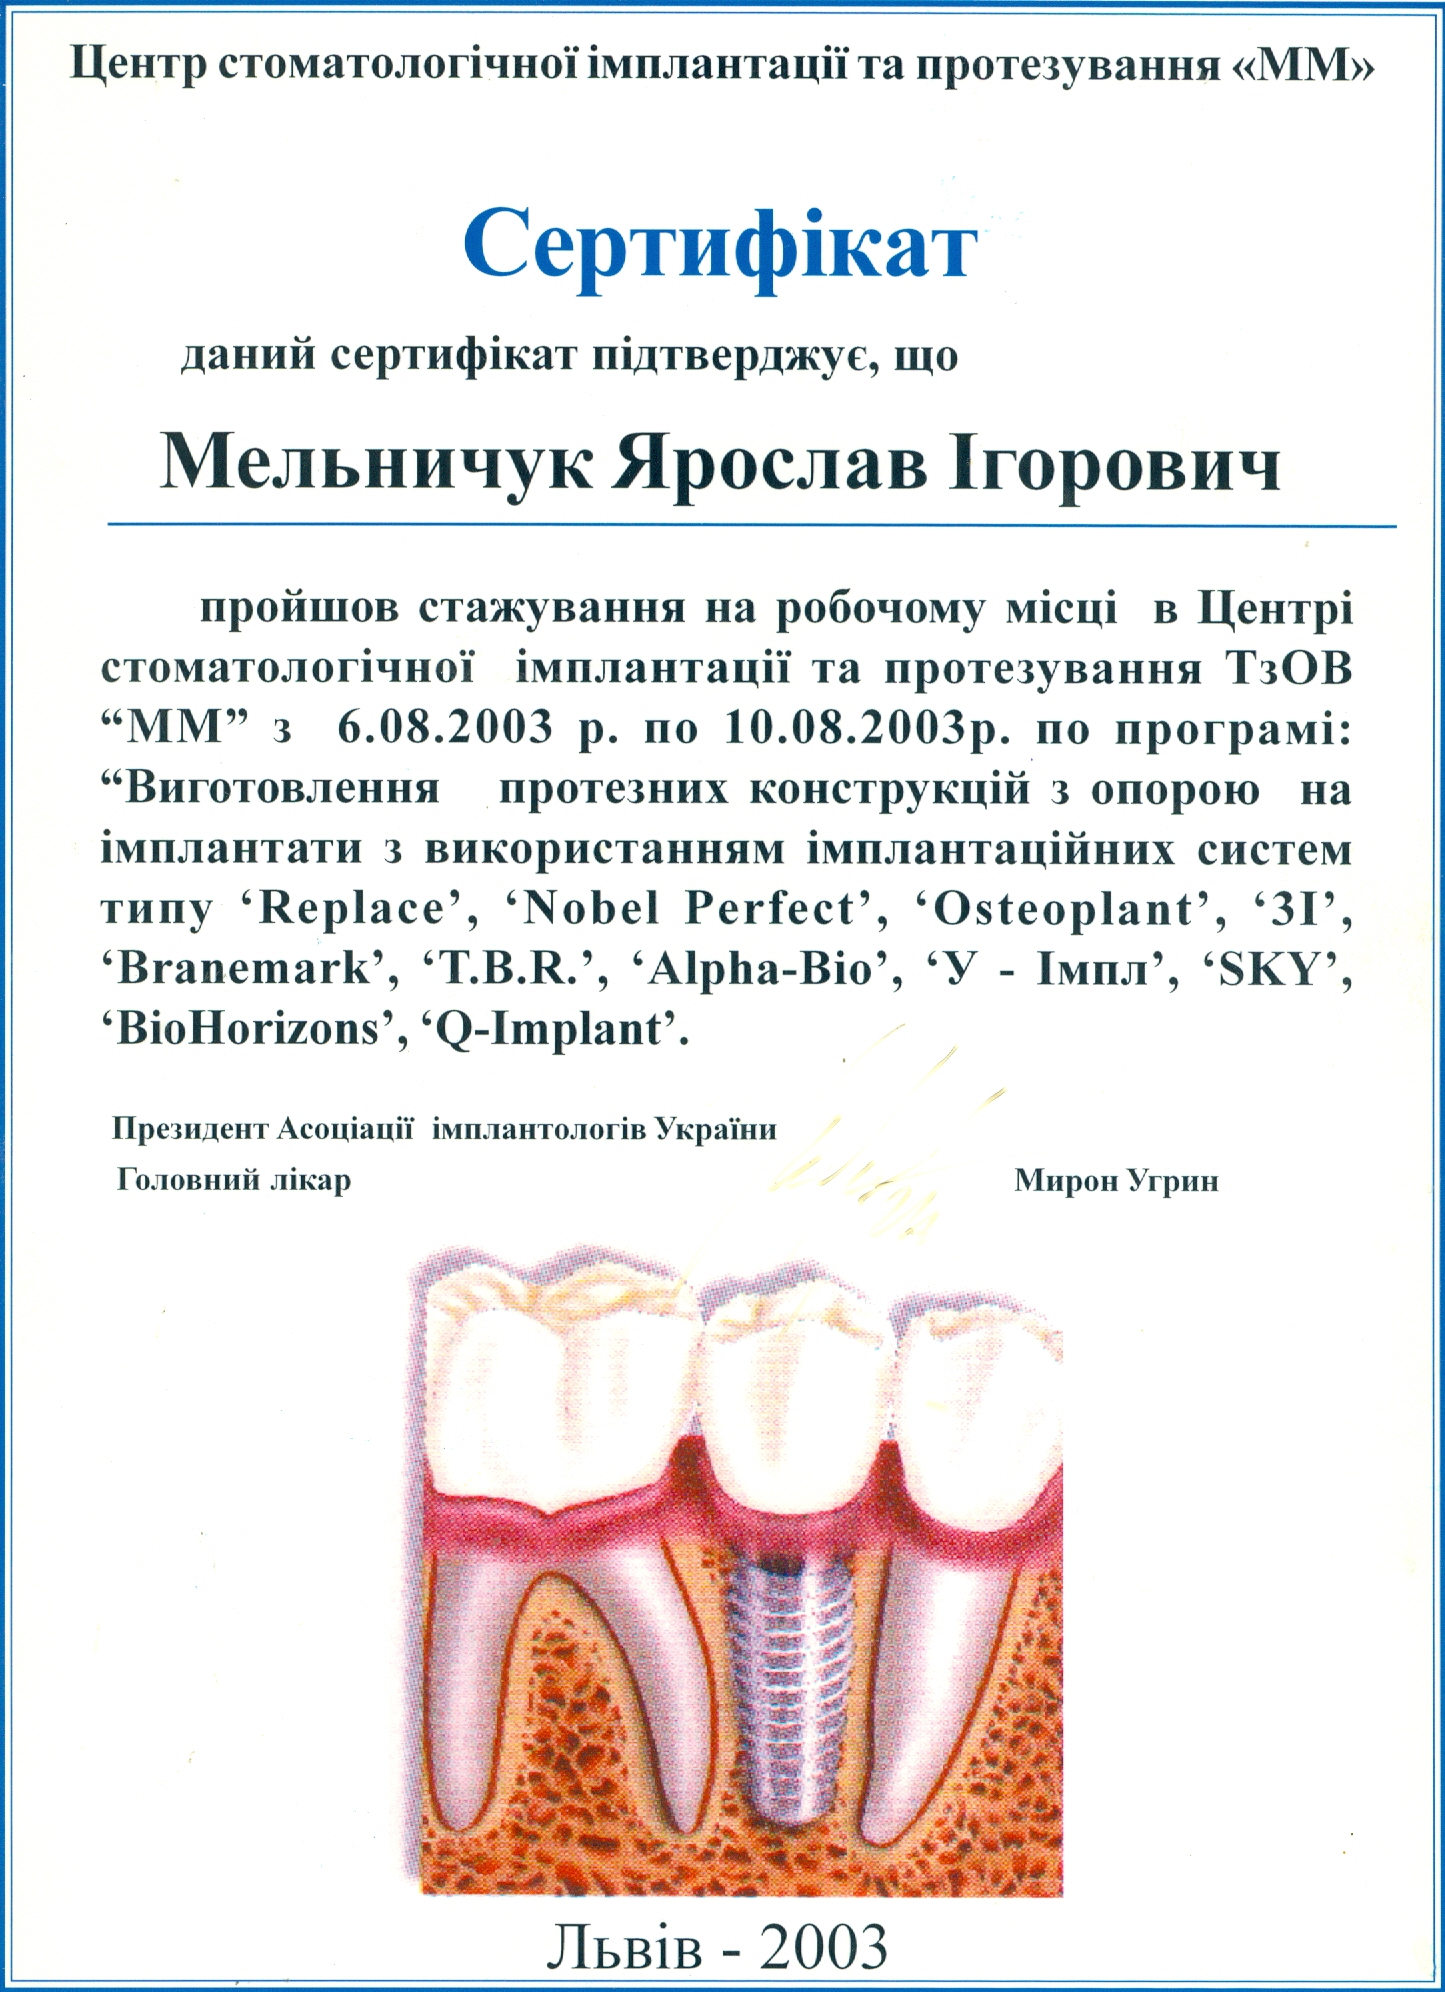 Центр стоматологічної імплантації та протезування «ММ»
Сертифікат
даний сертифікат підтверджує, що
Мельничук Ярослав Ігорович
пройшов стажування на робочому місці в Центрі
стоматологічної імплантації та протезування ТзОВ
“ММ” з 6.08.2003 р. по 10.08.2003р. по програмі:
“Виготовлення протезних конструкцій з опорою на
імплантати з використанням імплантаційних систем
типу ‘Replace’, ‘Nobel Perfect’, ‘Osteoplant’, ‘3I’,
‘Branemark’, ‘T.B.R.’, ‘Alpha-Bio’, ‘У - Імпл’, ‘SKY’,
‘BioHorizons’, ‘Q-Implant’.
Президент Асоціації імплантологів України
Головний лікар Мирон Угрин
Львів - 2003